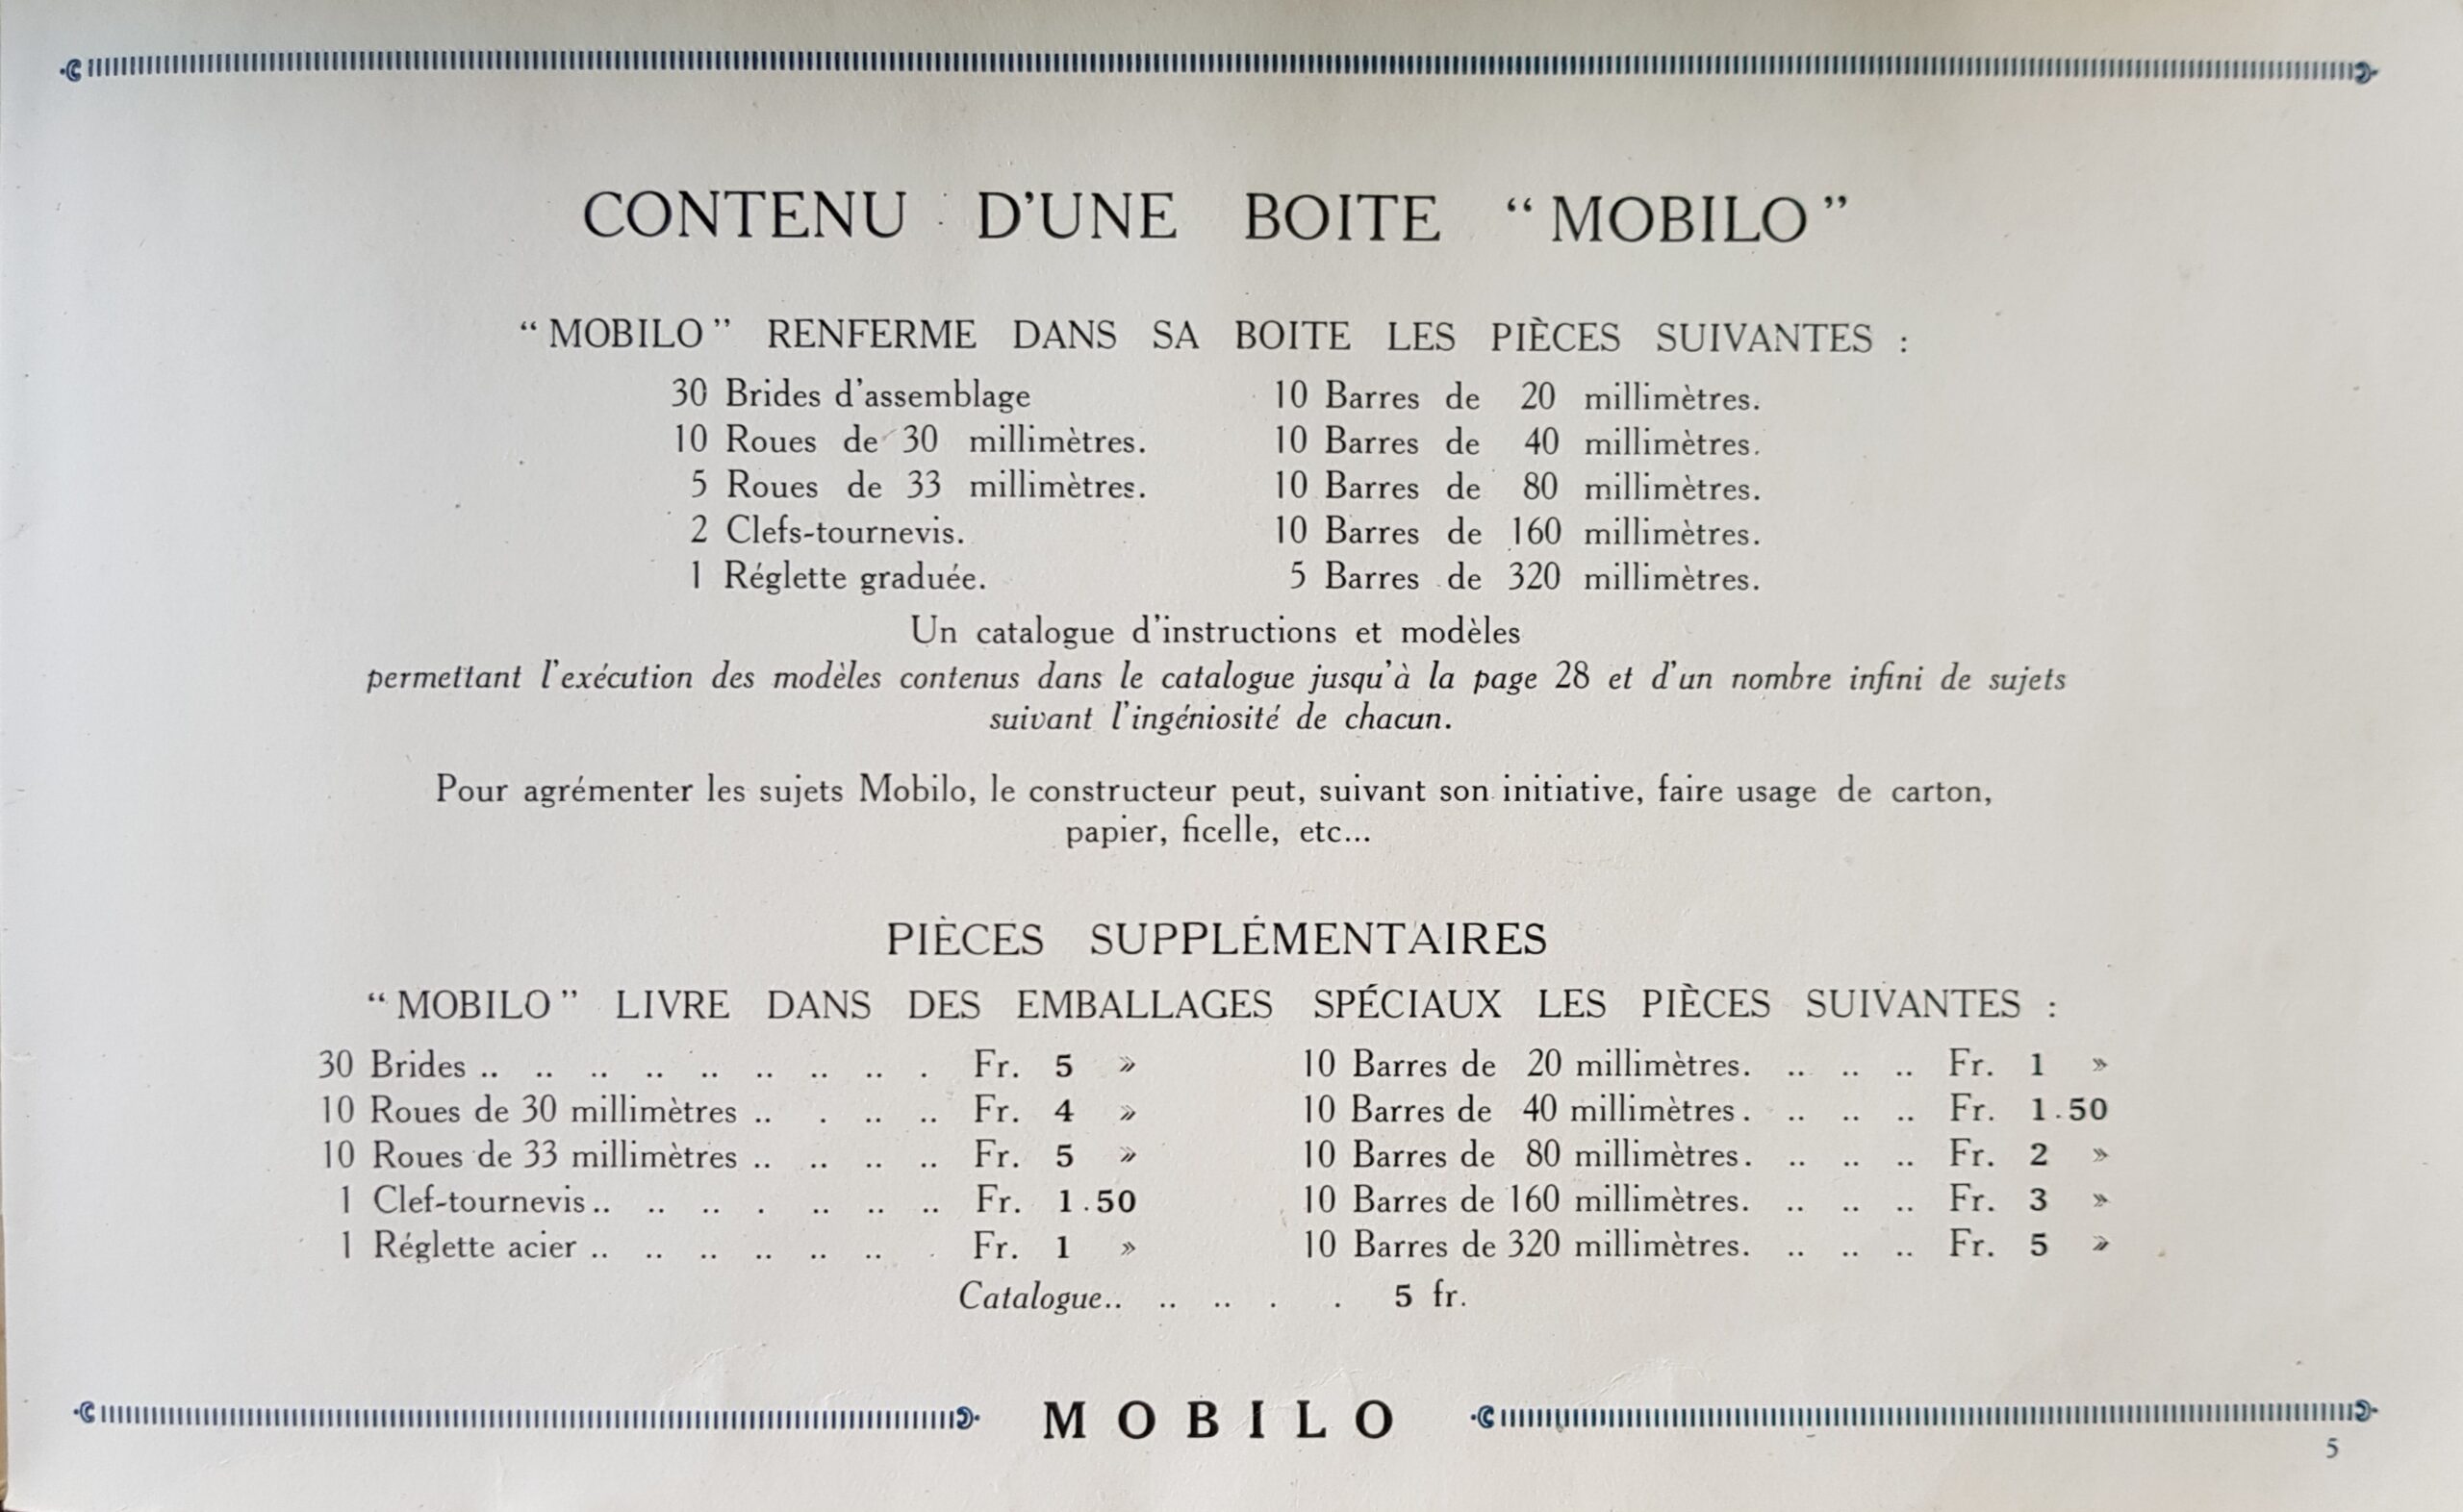 CONTENU D'UNE BOITE “MOBILO”
“MOBILO” RENFERME DANS SA BOITE LES PIÈCES SUIVANTES :
30 Brides d'assemblage
10 Roues de 30 millimètres.
5 Roues de 33 millimètres.
2 Clefs-tournevis.
1 Réglette graduée.
10 Barres de 20 millimètres.
10 Barres de 40 millimètres.
10 Barres de 80 millimètres.
10 Barres de 160 millimètres.
5 Barres de 320 millimètres.
Un catalogue d'instructions et modèles
permettant l'exécution des modèles contenus dans le catalogue jusqu'à la page 28 et d'un nombre infini de sujets
suivant l'ingéniosité de chacun.
Pour agrémenter les sujets Mobilo, le constructeur peut, suivant son initiative, faire usage de carton,
papier, ficelle, etc...
PIÈCES SUPPLÉMENTAIRES
“MOBILO” LIVRE DANS DES EMBALLAGES SPÉCIAUX LES PIÈCES SUIVANTES :
30 Brides .. .. .. .. .. .. .. .. . Fr. 5 »
10 Roues de 30 millimètres .. . .. .. Fr. 4 »
10 Roues de 33 millimètres .. .. .. .. Fr. 5 »
1 Clef-tournevis .. .. .. . .. .. .. Fr. 1.50
1 Réglette acier .. .. .. .. .. .. . Fr. 1 »
10 Barres de 20 millimètres. .. .. .. Fr. 1 »
10 Barres de 40 millimètres. .. .. .. Fr. 1.50
10 Barres de 80 millimètres. .. .. .. Fr. 2 »
10 Barres de 160 millimètres. .. .. .. Fr. 3 »
10 Barres de 320 millimètres. .. .. .. Fr. 5 »
Catalogue.. .. .. . . 5 fr.
MOBILO
5